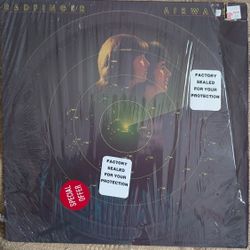 BADFINGER AIRWAVES
FACTORY
SEALED
FOR YOUR
PROTECTION
FACTORY
SEALED
FOR YOUR
PROTECTION
SPECIAL
OFFER